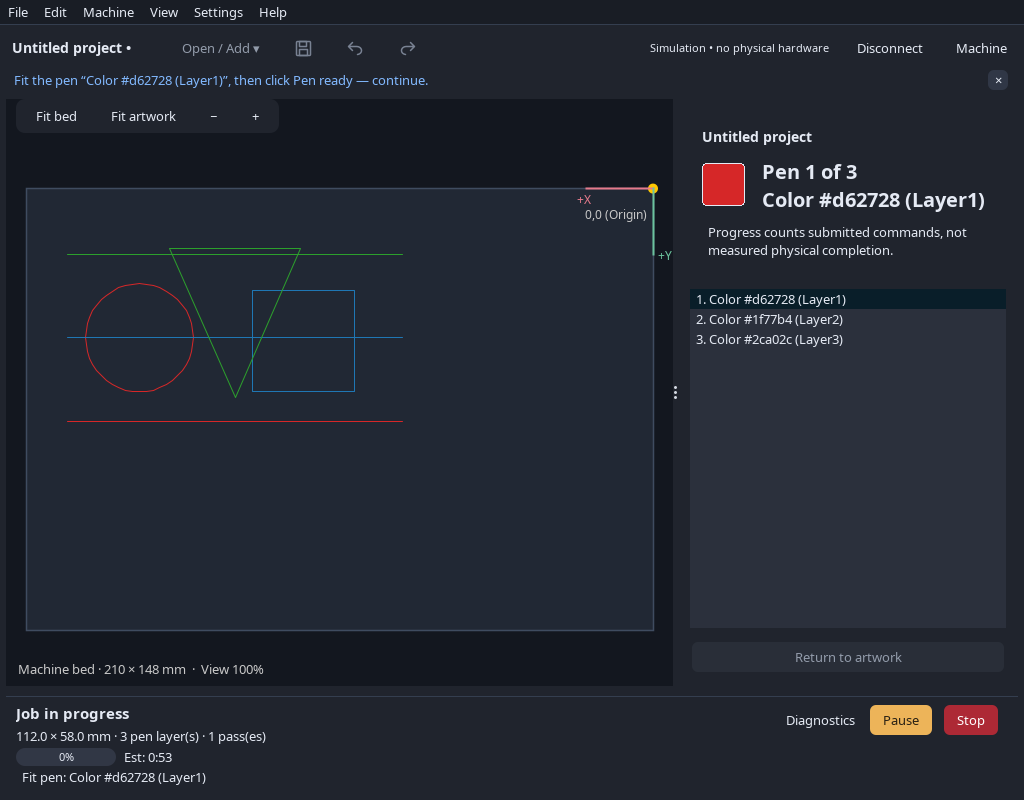 File Edit Machine View Settings Help
Untitled project • Open / Add ▾ Simulation • no physical hardware Disconnect Machine
Fit the pen “Color #d62728 (Layer1)”, then click Pen ready — continue. ×
Fit bed Fit artwork − +
+X
0,0 (Origin)
+Y
Machine bed · 210 × 148 mm · View 100%
Untitled project
Pen 1 of 3
Color #d62728 (Layer1)
Progress counts submitted commands, not
measured physical completion.
1. Color #d62728 (Layer1)
2. Color #1f77b4 (Layer2)
3. Color #2ca02c (Layer3)
Return to artwork
Job in progress
112.0 × 58.0 mm · 3 pen layer(s) · 1 pass(es)
0% Est: 0:53
Fit pen: Color #d62728 (Layer1)
Diagnostics Pause Stop